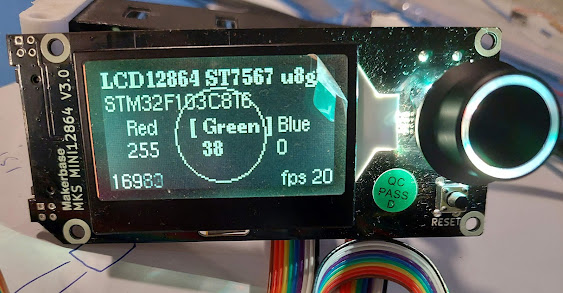 LCD12864 ST7567 u8g
STM32F103C8T6
Red [ Green ] Blue
255 38 0
16983 fps 20
Makerbase
MKS MINI12864 V3.0
QC
PASS
D
RESET